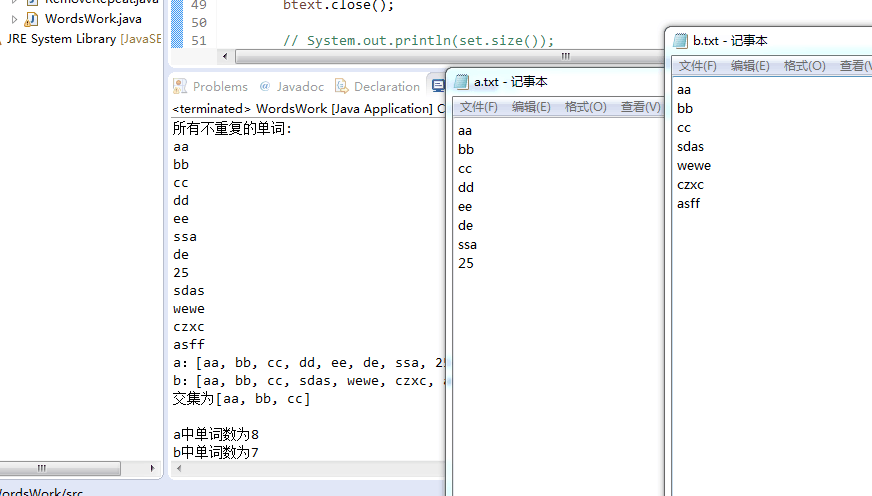 RemoveRepeat.java
WordsWork.java
JRE System Library [JavaSE
49 btext.close();
50
51 // System.out.println(set.size());
Problems @ Javadoc Declaration
<terminated> WordsWork [Java Application] C
所有不重复的单词:
aa
bb
cc
dd
ee
ssa
de
25
sdas
wewe
czxc
asff
a: [aa, bb, cc, dd, ee, de, ssa, 25
b: [aa, bb, cc, sdas, wewe, czxc, a
交集为[aa, bb, cc]
a中单词数为8
b中单词数为7
WordsWork/src
a.txt - 记事本
文件(F) 编辑(E) 格式(O) 查看(V)
aa
bb
cc
dd
ee
de
ssa
25
b.txt - 记事本
文件(F) 编辑(E) 格式(O) 查看(V)
aa
bb
cc
sdas
wewe
czxc
asff